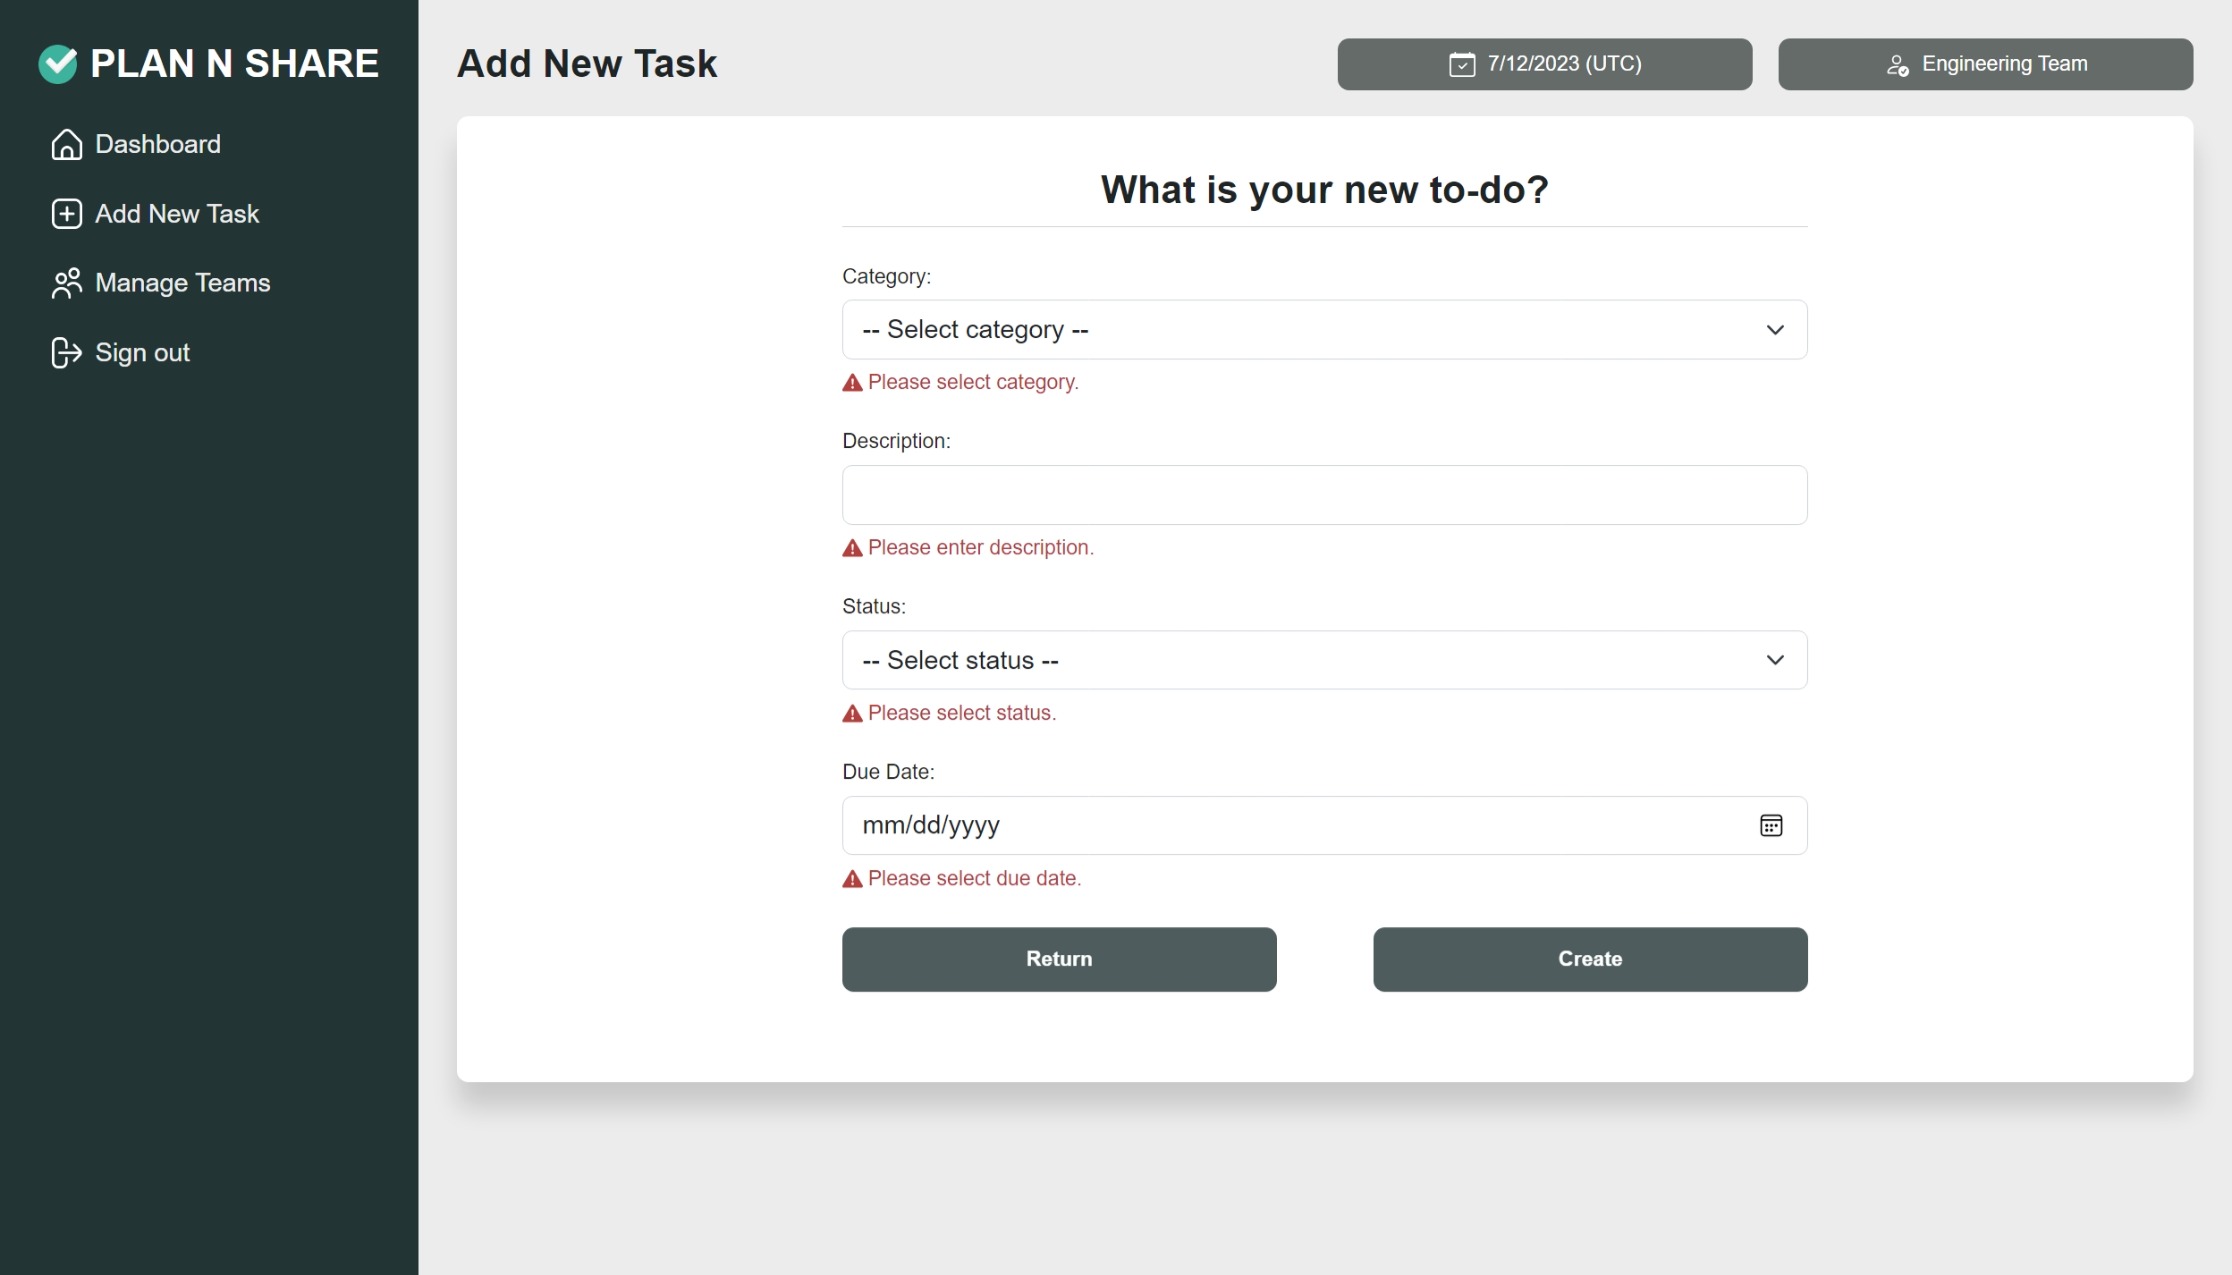 PLAN N SHARE
Dashboard
Add New Task
Manage Teams
Sign out
Add New Task
7/12/2023 (UTC)
Engineering Team
What is your new to-do?
Category:
-- Select category --
Please select category.
Description:
Please enter description.
Status:
-- Select status --
Please select status.
Due Date:
mm/dd/yyyy
Please select due date.
Return
Create